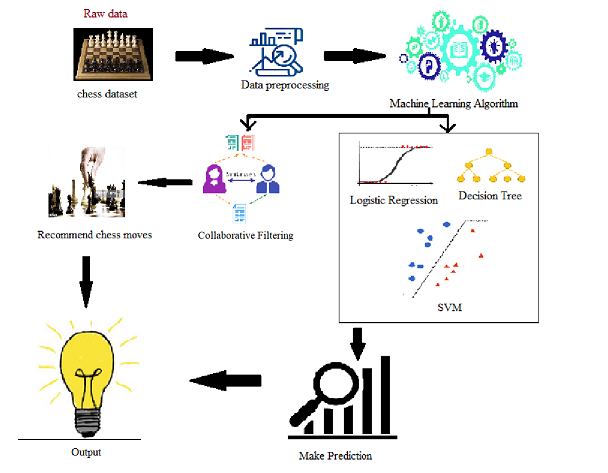 Raw data
chess dataset
Data preprocessing
Machine Learning Algorithm
Recommend chess moves
Collaborative Filtering
Logistic Regression
Decision Tree
SVM
Output
Make Prediction